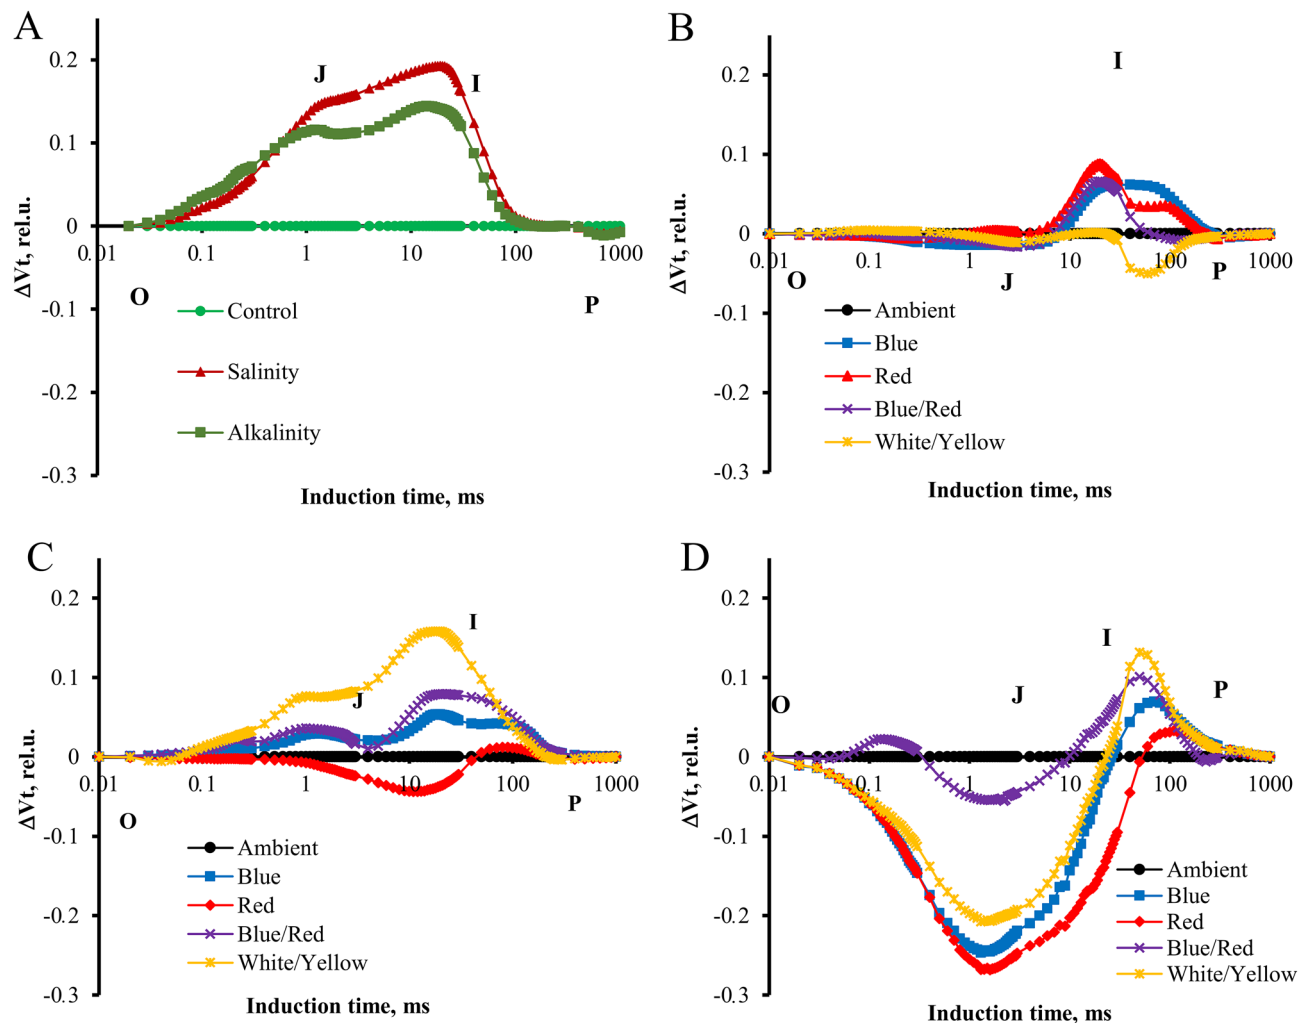 A
0.2
0.1
0
-0.1
-0.2
-0.3
0.01
0.1
1
10
100
1000
J
I
O
P
Control
Salinity
Alkalinity
ΔVt, rel.u.
Induction time, ms
B
0.2
0.1
0
-0.1
-0.2
-0.3
0.01
0.1
1
10
100
1000
I
O
J
P
Ambient
Blue
Red
Blue/Red
White/Yellow
ΔVt, rel.u.
Induction time, ms
C
0.2
0.1
0
-0.1
-0.2
-0.3
0.01
0.1
1
10
100
1000
I
J
O
P
Ambient
Blue
Red
Blue/Red
White/Yellow
ΔVt, rel.u.
Induction time, ms
D
0.2
0.1
0
-0.1
-0.2
-0.3
0.01
0.1
1
10
100
1000
I
J
P
O
Ambient
Blue
Red
Blue/Red
White/Yellow
ΔVt, rel.u.
Induction time, ms